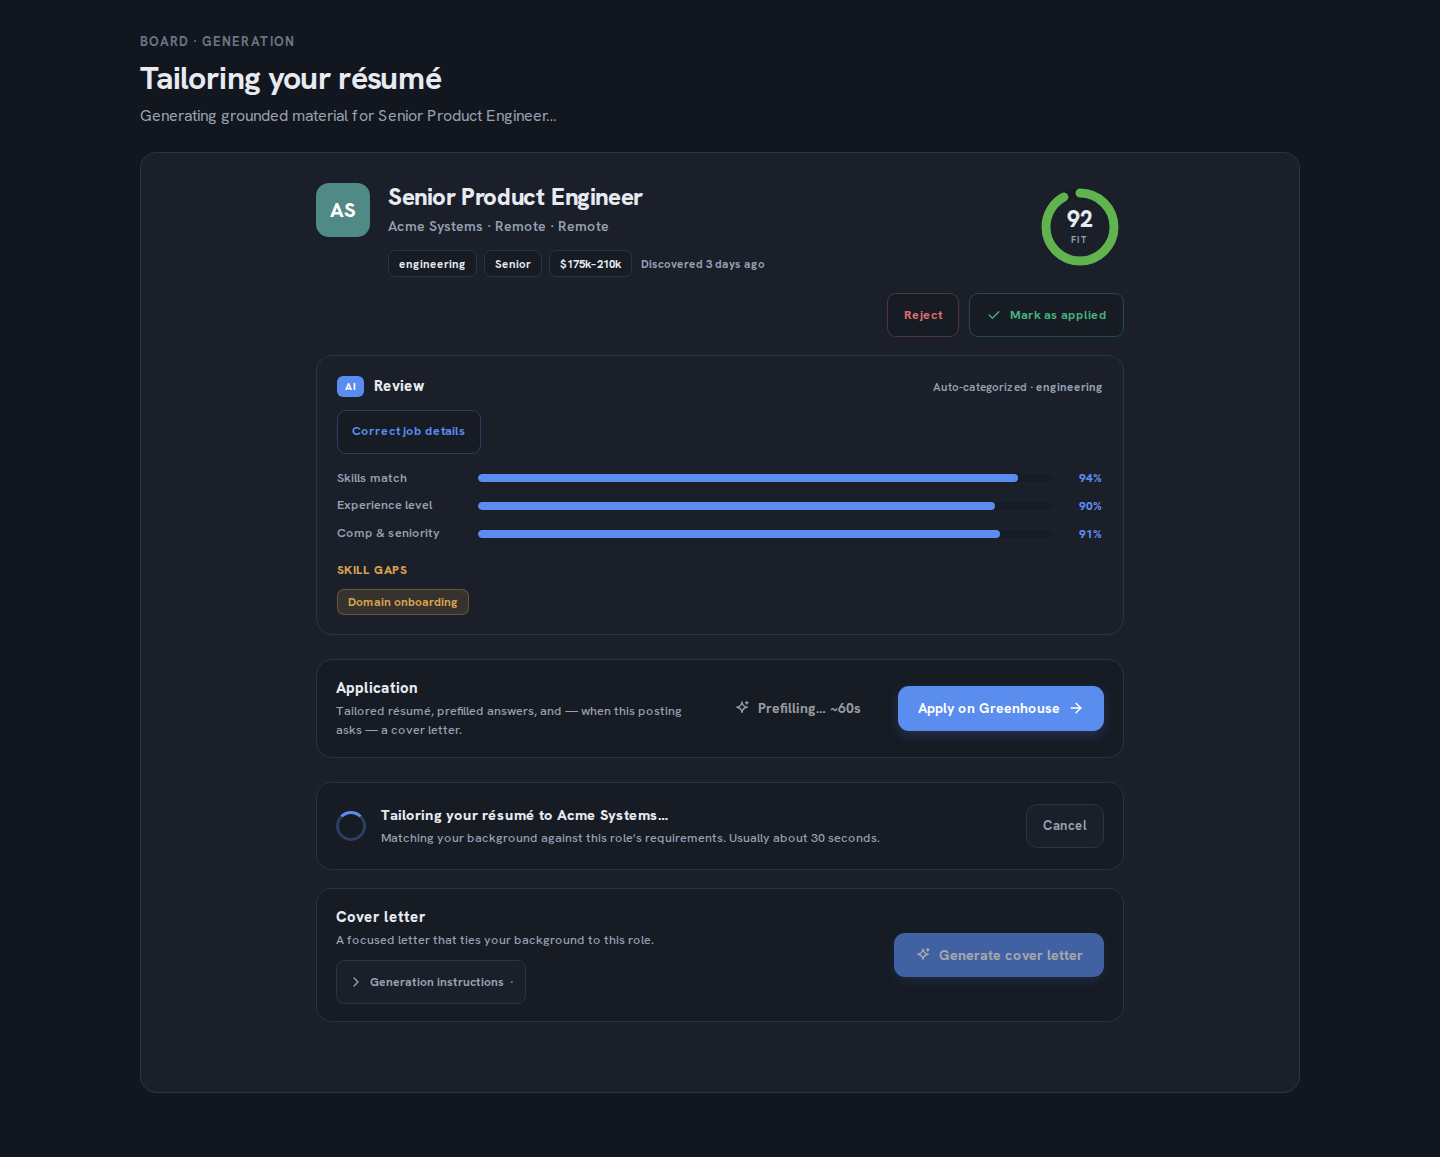 BOARD · GENERATION
Tailoring your résumé
Generating grounded material for Senior Product Engineer…
AS
Senior Product Engineer
Acme Systems · Remote · Remote
engineering
Senior
$175k–210k
Discovered 3 days ago
92
FIT
Reject
Mark as applied
AI
Review
Auto-categorized · engineering
Correct job details
Skills match
94%
Experience level
90%
Comp & seniority
91%
SKILL GAPS
Domain onboarding
Application
Tailored résumé, prefilled answers, and — when this posting
asks — a cover letter.
Prefilling… ~60s
Apply on Greenhouse
Tailoring your résumé to Acme Systems…
Matching your background against this role's requirements. Usually about 30 seconds.
Cancel
Cover letter
A focused letter that ties your background to this role.
Generation instructions ·
Generate cover letter